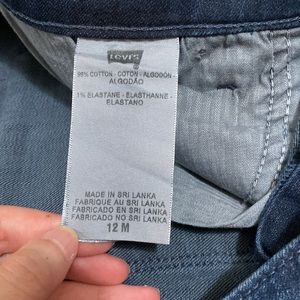 Levi's
98% COTTON - COTON - ALGODÓN
ALGODÃO
1% ELASTANE - ELASTHANNE -
ELASTANO
MADE IN SRI LANKA
FABRIQUE AU SRI LANKA
FABRICADO EN SRI LANKA
FABRICADO NO SRI LANKA
12 M